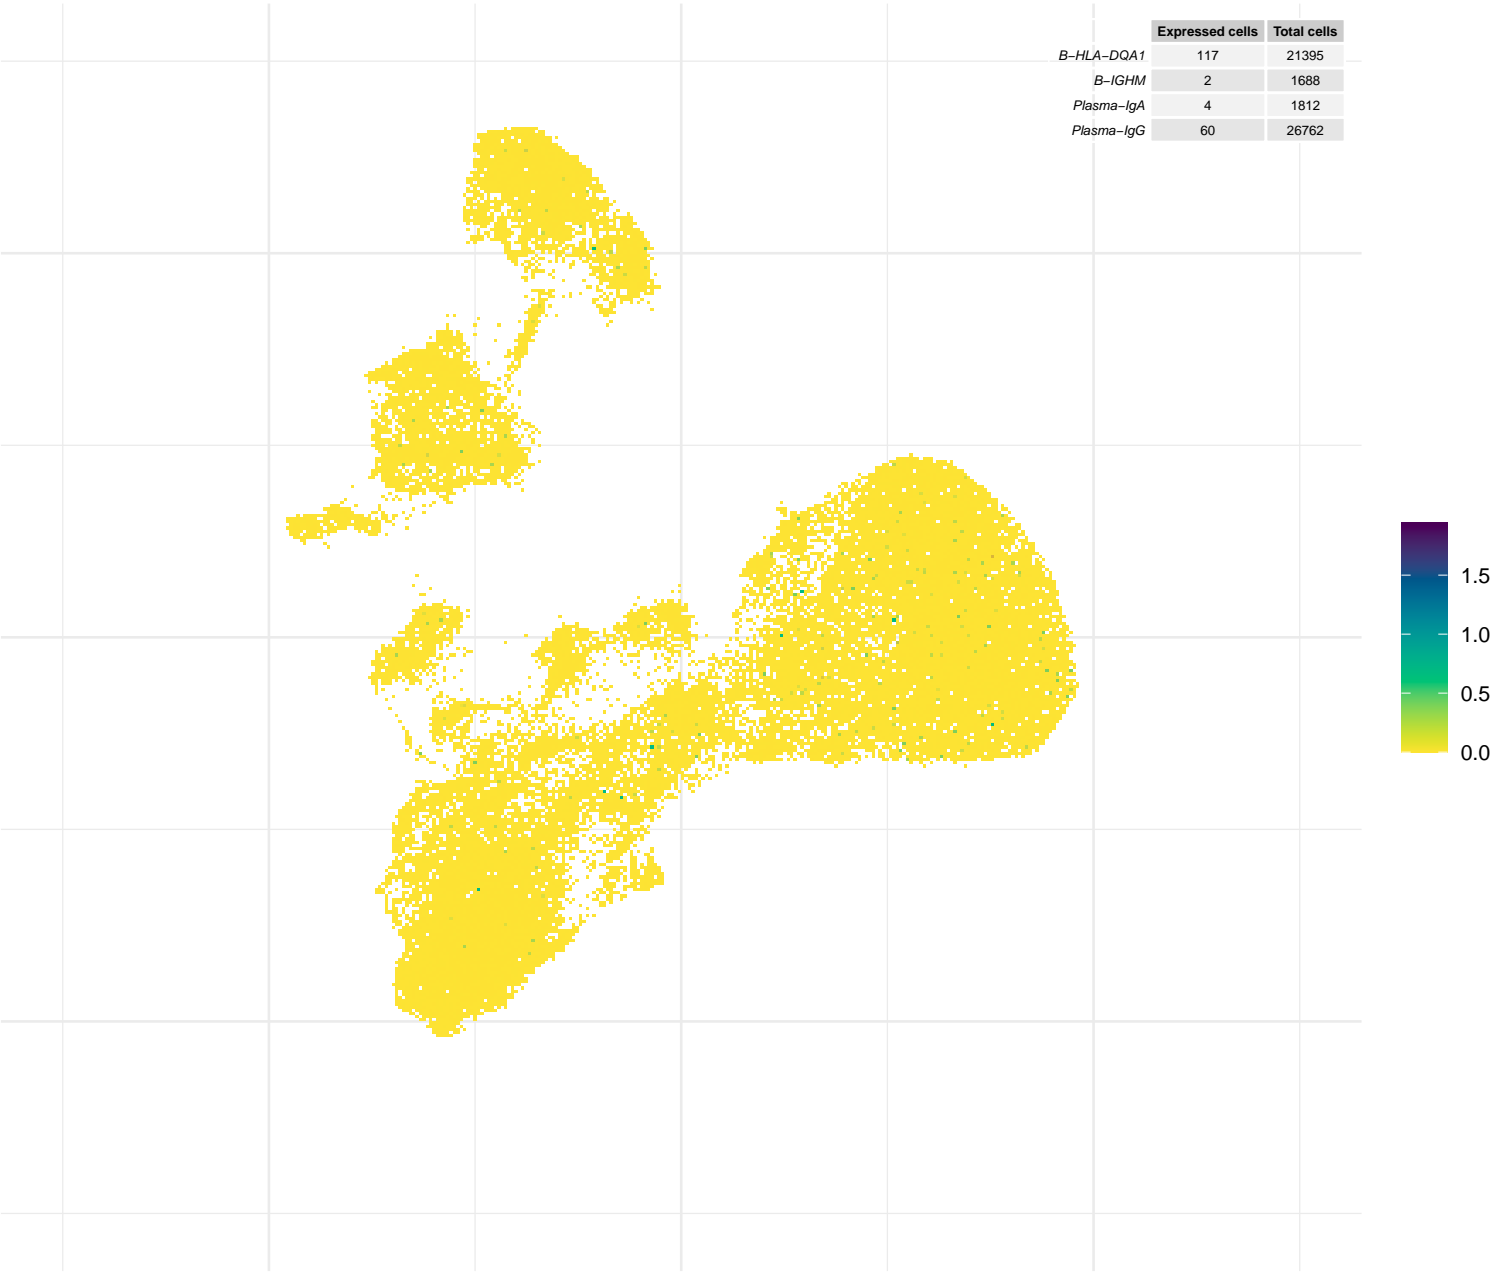 Expressed cells Total cells
B−HLA−DQA1 117 21395
B−IGHM 2 1688
Plasma−IgA 4 1812
Plasma−IgG 60 26762
1.5
1.0
0.5
0.0